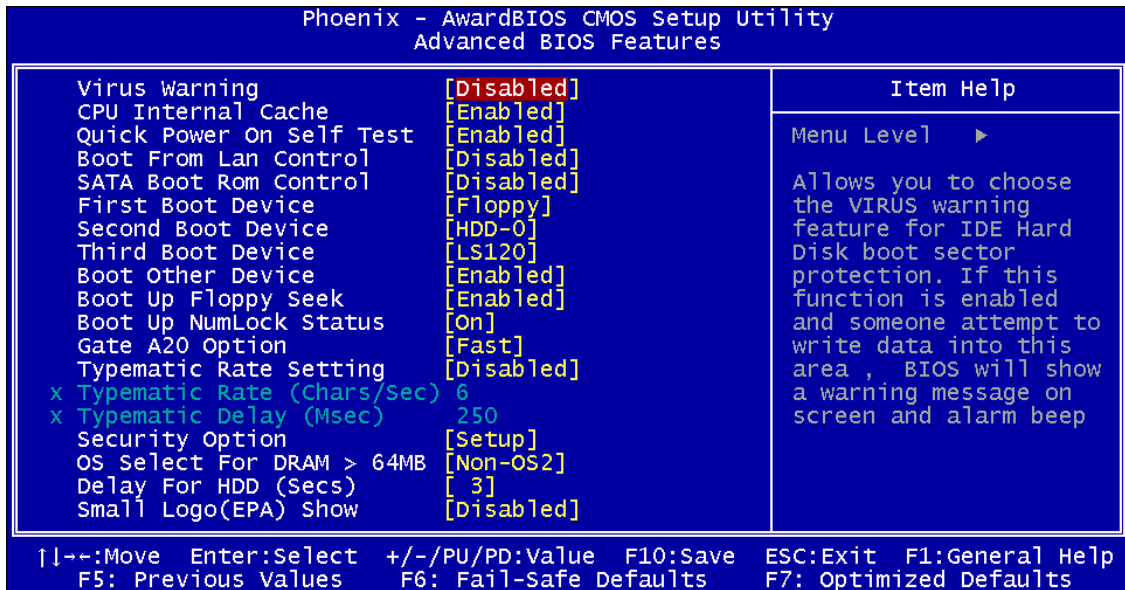 Phoenix - AwardBIOS CMOS Setup Utility
Advanced BIOS Features
Virus Warning [Disabled]
CPU Internal Cache [Enabled]
Quick Power On Self Test [Enabled]
Boot From Lan Control [Disabled]
SATA Boot Rom Control [Disabled]
First Boot Device [Floppy]
Second Boot Device [HDD-0]
Third Boot Device [LS120]
Boot Other Device [Enabled]
Boot Up Floppy Seek [Enabled]
Boot Up NumLock Status [On]
Gate A20 Option [Fast]
Typematic Rate Setting [Disabled]
x Typematic Rate (Chars/Sec) 6
x Typematic Delay (Msec) 250
Security Option [Setup]
OS Select For DRAM > 64MB [Non-OS2]
Delay For HDD (Secs) [ 3]
Small Logo(EPA) Show [Disabled]
Item Help
Menu Level ▶
Allows you to choose
the VIRUS warning
feature for IDE Hard
Disk boot sector
protection. If this
function is enabled
and someone attempt to
write data into this
area , BIOS will show
a warning message on
screen and alarm beep
↑↓→←:Move Enter:Select +/-/PU/PD:Value F10:Save ESC:Exit F1:General Help
F5: Previous Values F6: Fail-Safe Defaults F7: Optimized Defaults